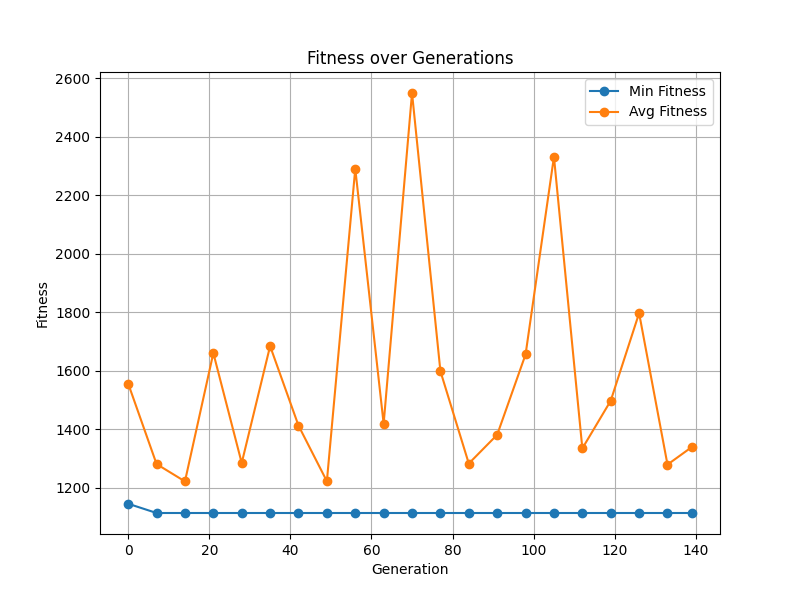 Fitness over Generations
Min Fitness
Avg Fitness
2600
2400
2200
2000
1800
1600
1400
1200
Fitness
0 20 40 60 80 100 120 140
Generation